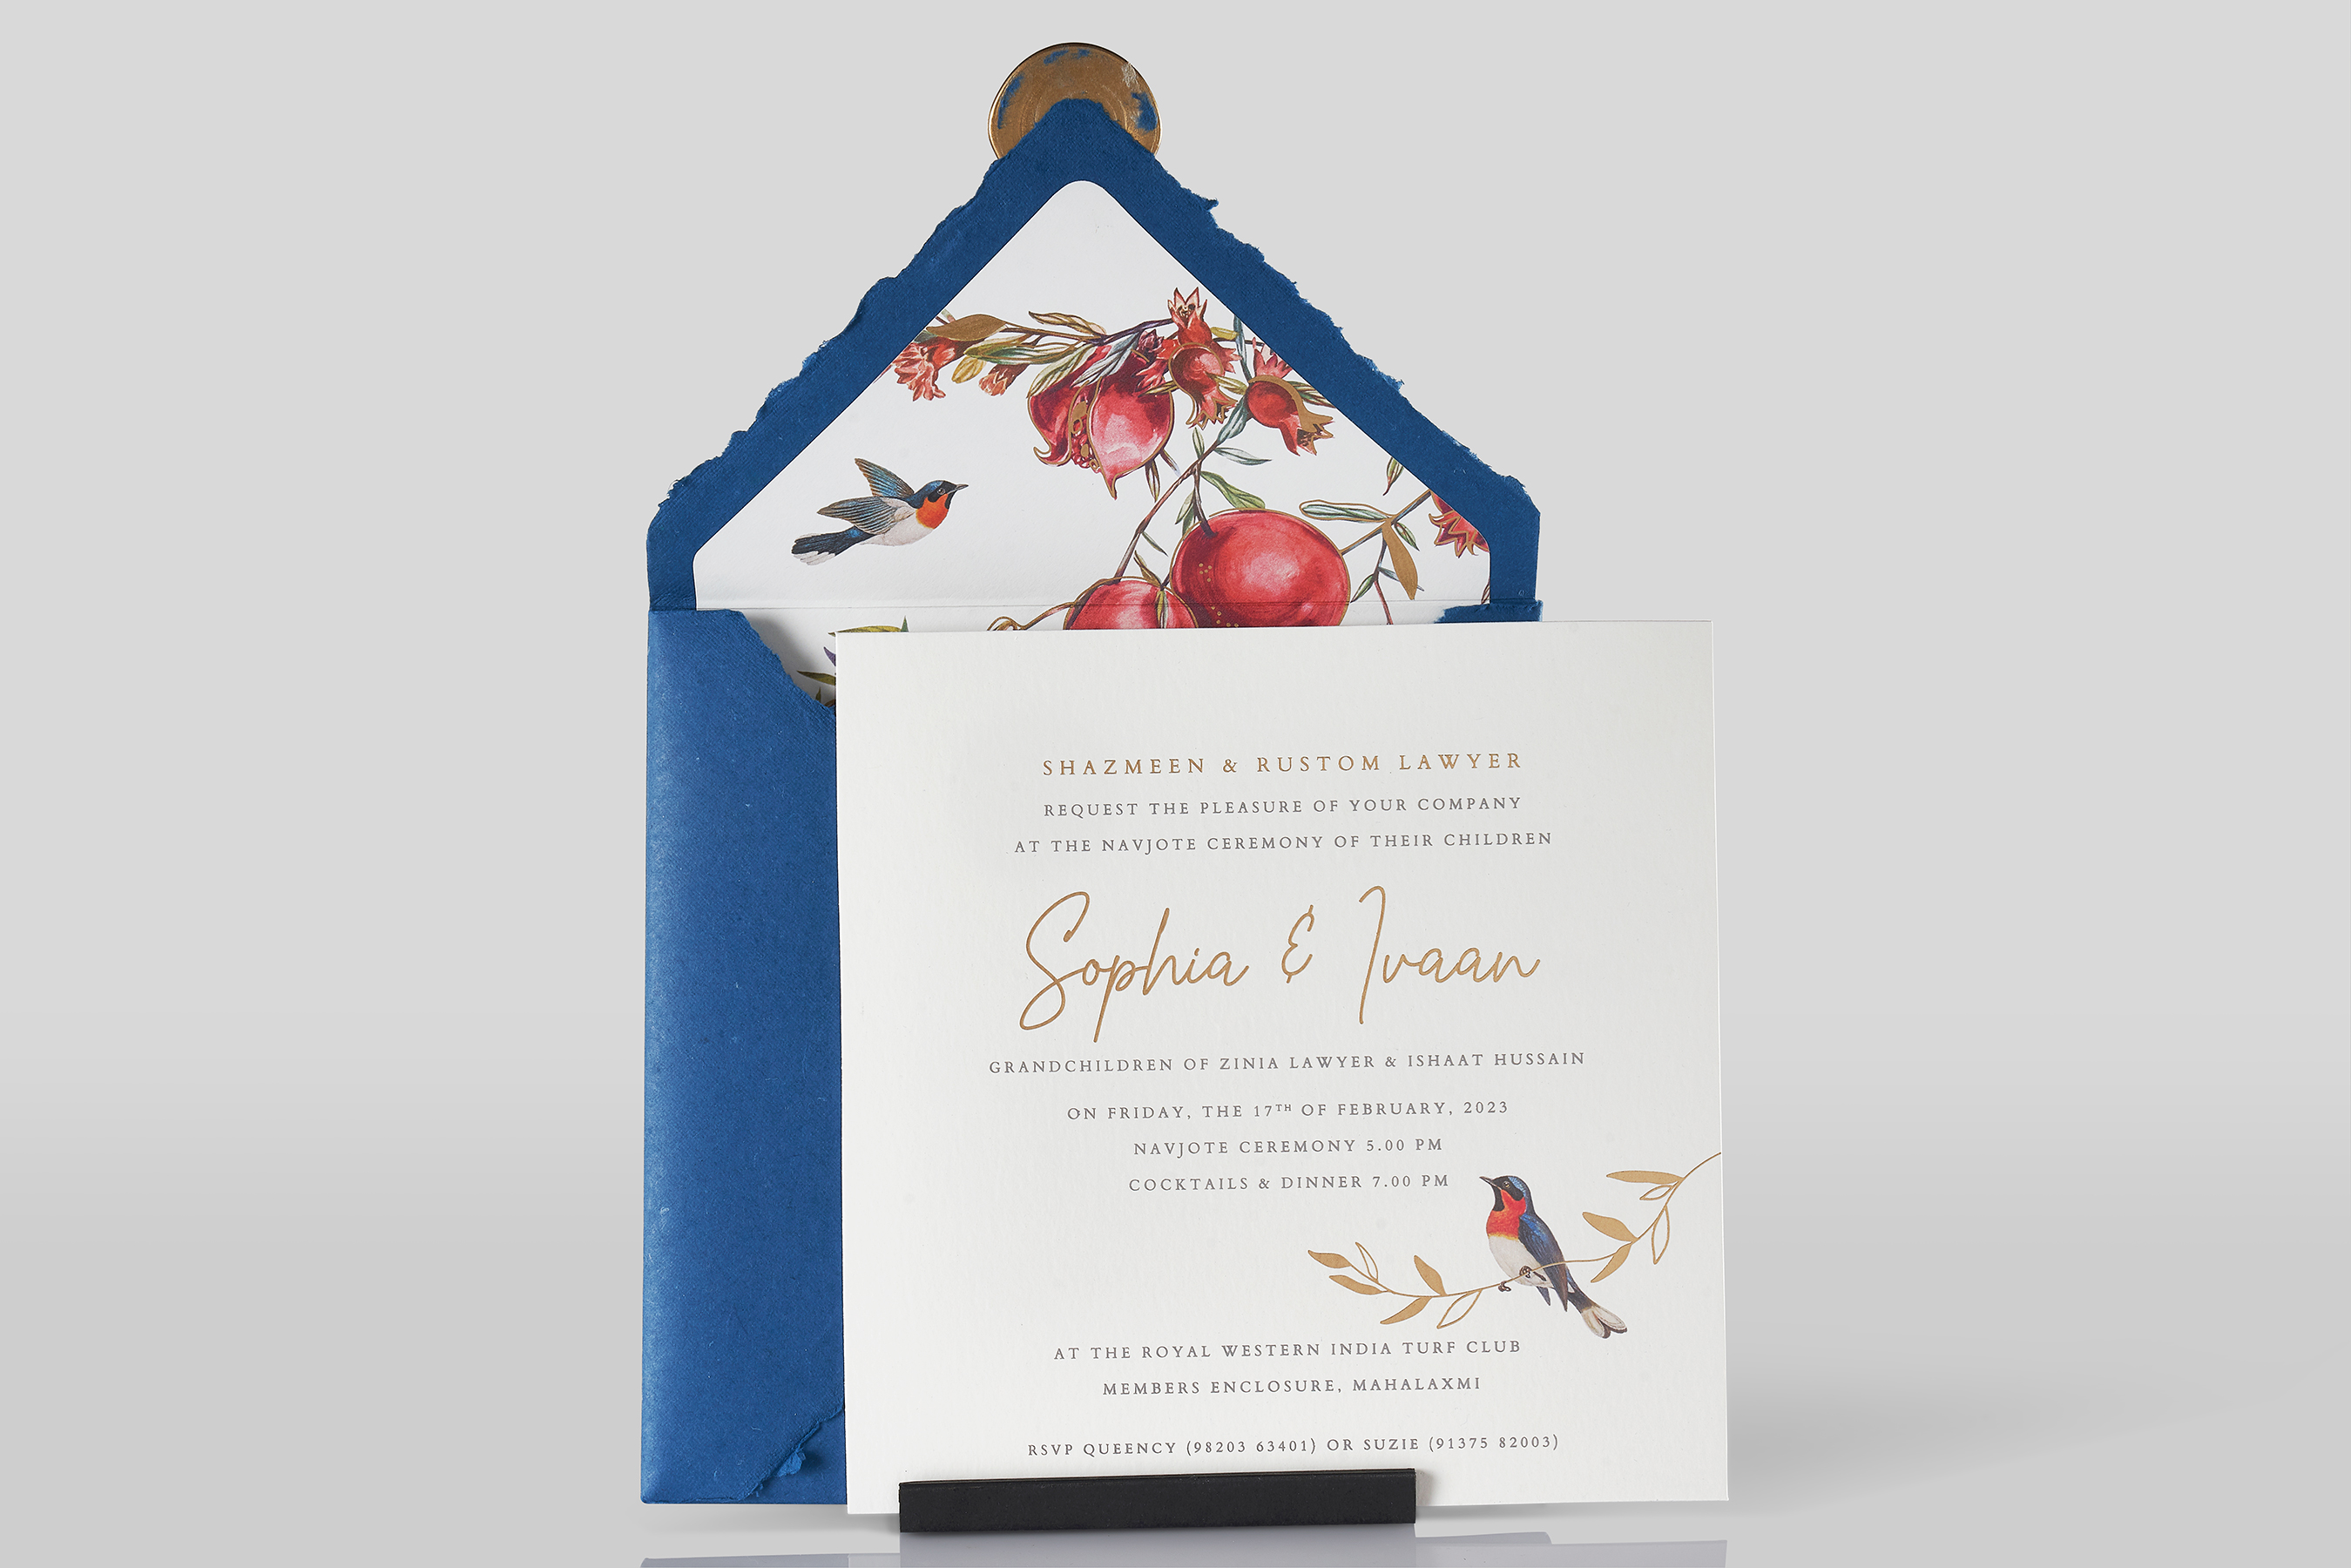 SHAZMEEN & RUSTOM LAWYER
REQUEST THE PLEASURE OF YOUR COMPANY
AT THE NAVJOTE CEREMONY OF THEIR CHILDREN
Sophia & Ivaan
GRANDCHILDREN OF ZINIA LAWYER & ISHAAT HUSSAIN
ON FRIDAY, THE 17TH OF FEBRUARY, 2023
NAVJOTE CEREMONY 5.00 PM
COCKTAILS & DINNER 7.00 PM
AT THE ROYAL WESTERN INDIA TURF CLUB
MEMBERS ENCLOSURE, MAHALAXMI
RSVP QUEENCY (98203 63401) OR SUZIE (91375 82003)